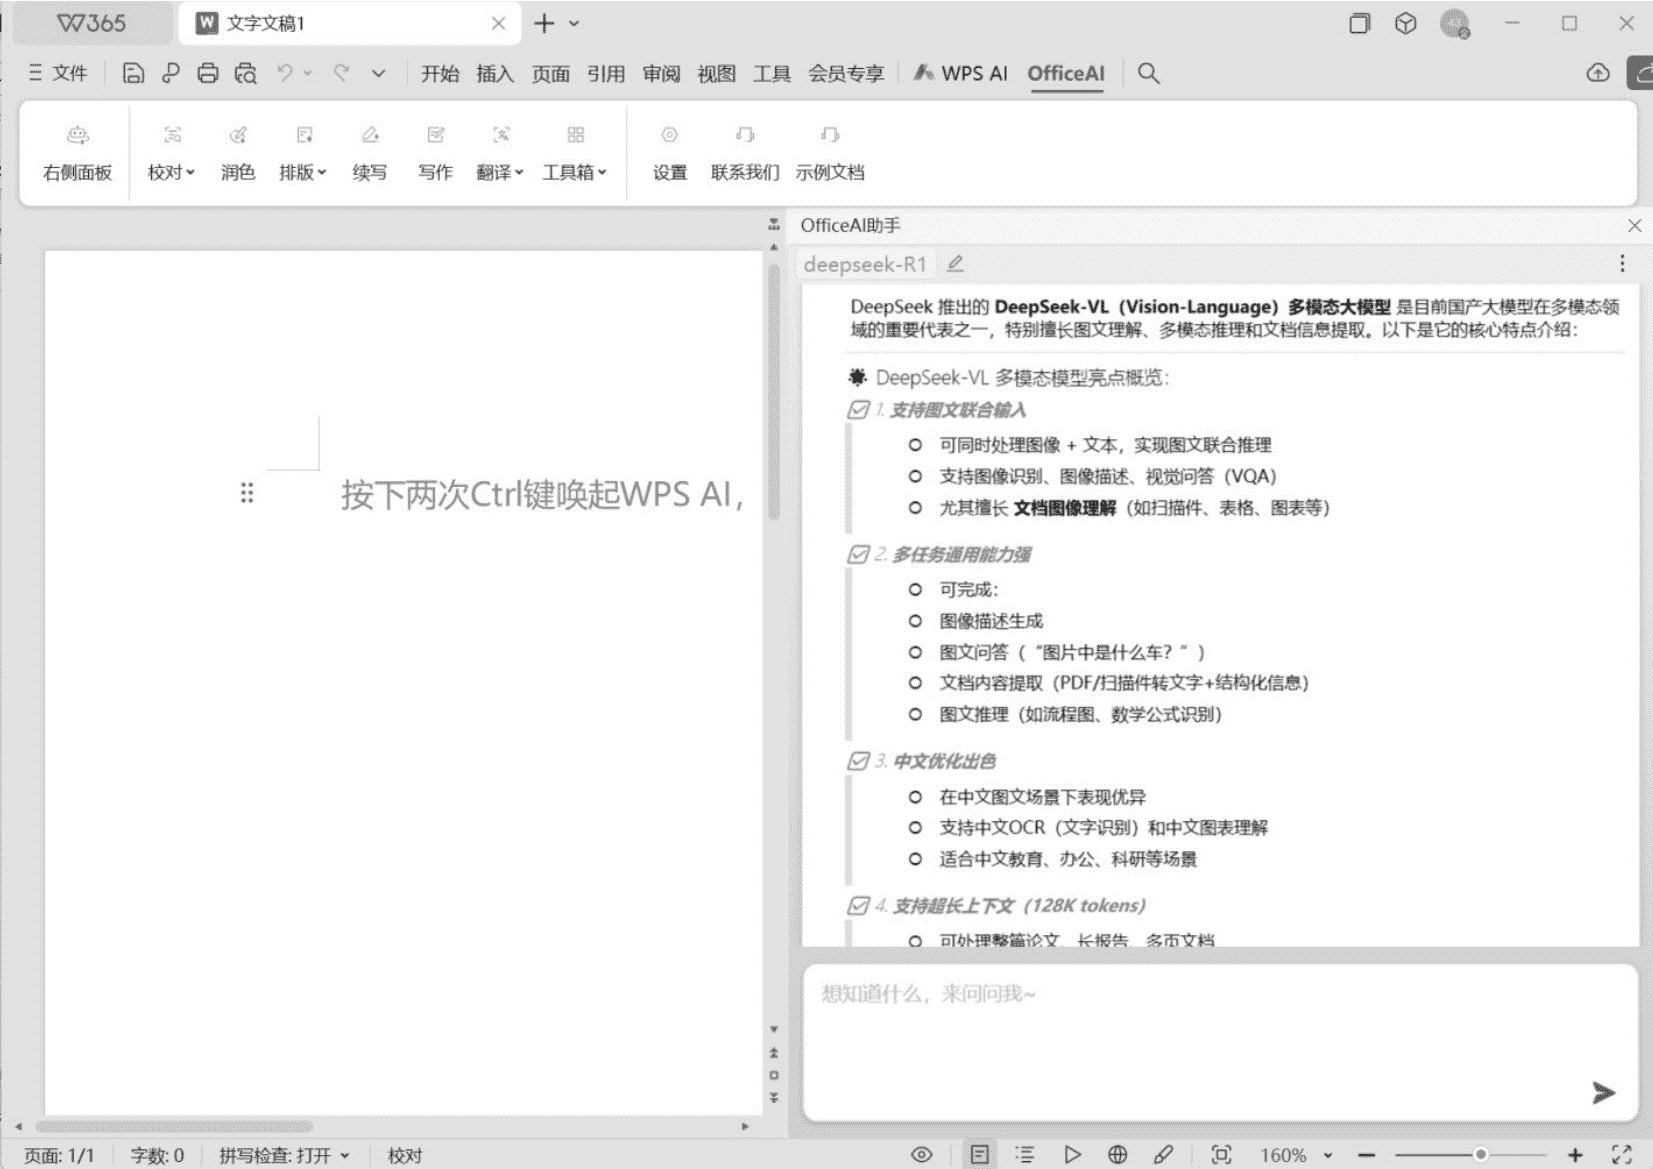 W365
文字文稿1
文件
开始 插入 页面 引用 审阅 视图 工具 会员专享 WPS AI OfficeAI
右侧面板 校对 润色 排版 续写 写作 翻译 工具箱 设置 联系我们 示例文档
OfficeAI助手
deepseek-R1
DeepSeek 推出的 DeepSeek-VL（Vision-Language）多模态大模型 是目前国产大模型在多模态领
域的重要代表之一，特别擅长图文理解、多模态推理和文档信息提取。以下是它的核心特点介绍：
DeepSeek-VL 多模态模型亮点概览：
1. 支持图文联合输入
可同时处理图像 + 文本，实现图文联合推理
支持图像识别、图像描述、视觉问答（VQA）
尤其擅长 文档图像理解（如扫描件、表格、图表等）
2. 多任务通用能力强
可完成：
图像描述生成
图文问答（“图片中是什么车？”）
文档内容提取（PDF/扫描件转文字+结构化信息）
图文推理（如流程图、数学公式识别）
3. 中文优化出色
在中文图文场景下表现优异
支持中文OCR（文字识别）和中文图表理解
适合中文教育、办公、科研等场景
4. 支持超长上下文（128K tokens）
可处理整篇论文、长报告、多页文档
按下两次Ctrl键唤起WPS AI，
想知道什么，来问问我~
页面: 1/1 字数: 0 拼写检查: 打开 校对 160%